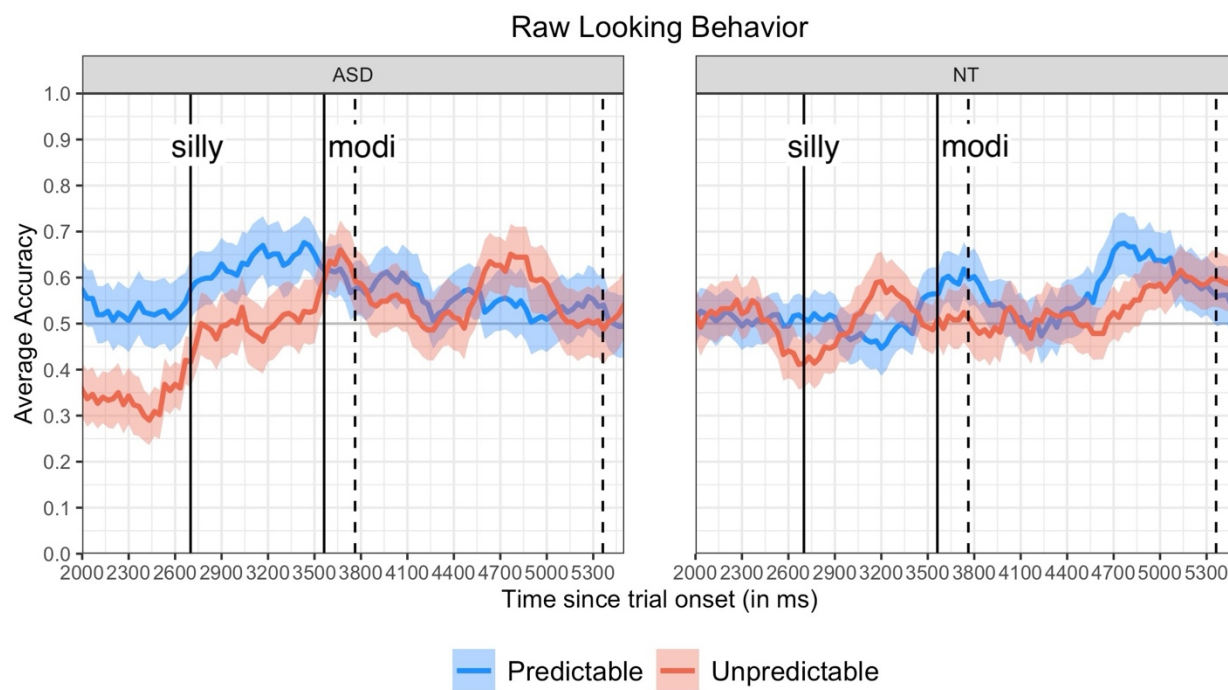 Raw Looking Behavior
ASD
NT
1.0
0.9
0.8
0.7
0.6
0.5
0.4
0.3
0.2
0.1
0.0
Average Accuracy
silly
modi
silly
modi
2000 2300 2600 2900 3200 3500 3800 4100 4400 4700 5000 5300
2000 2300 2600 2900 3200 3500 3800 4100 4400 4700 5000 5300
Time since trial onset (in ms)
Predictable
Unpredictable